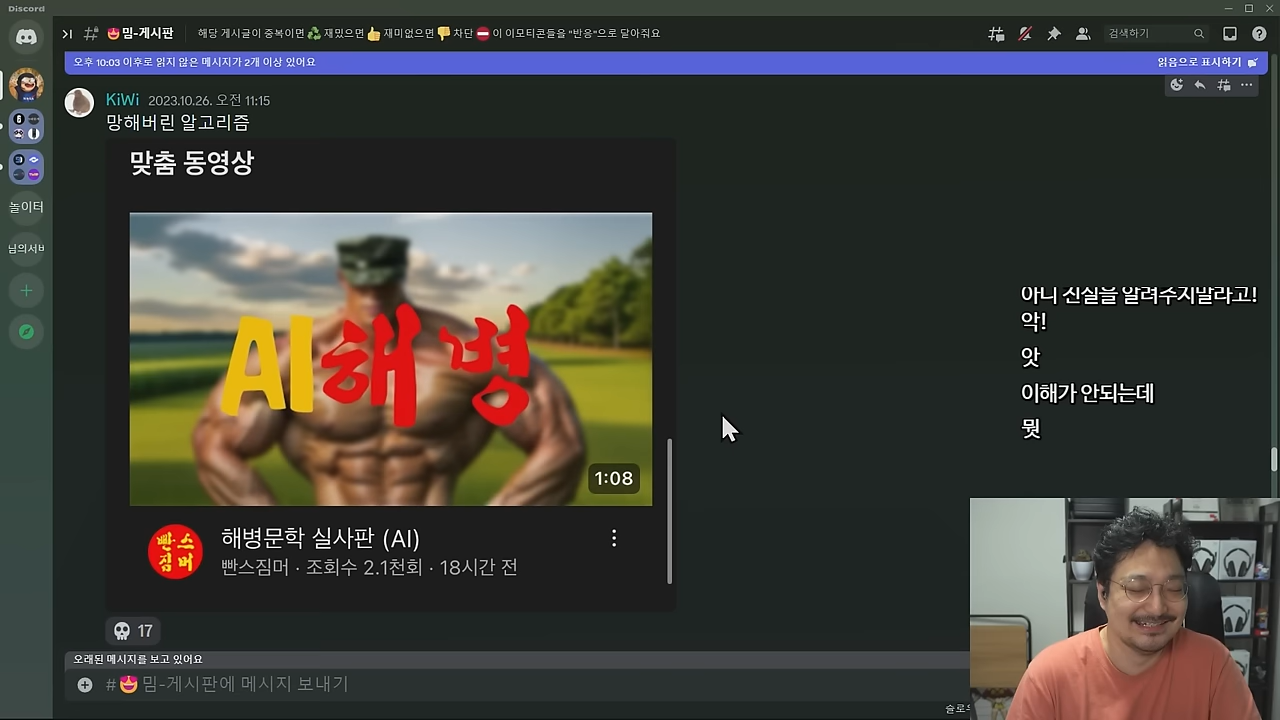 Discord
밈-게시판
해당 게시글이 중복이면 재밌으면 재미없으면 차단 이 이모티콘들을 "반응"으로 달아줘요
검색하기
오후 10:03 이후로 읽지 않은 메시지가 2개 이상 있어요
읽음으로 표시하기
KiWi 2023.10.26. 오전 11:15
망해버린 알고리즘
맞춤 동영상
AI해병
1:08
빤스짐머
해병문학 실사판 (AI)
빤스짐머 · 조회수 2.1천회 · 18시간 전
17
오래된 메시지를 보고 있어요
#밈-게시판에 메시지 보내기
놀이터
님의서버
아니 진실을 알려주지말라고!
악!
앗
이해가 안되는데
뭣